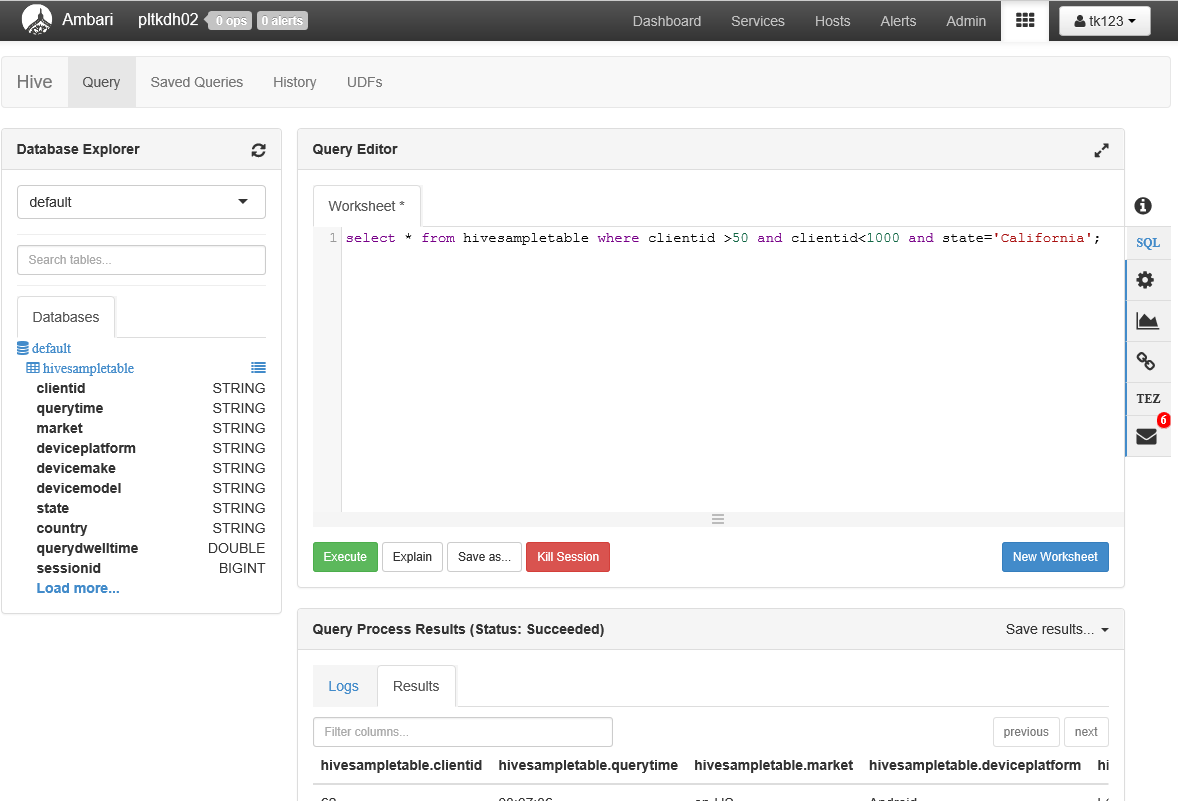 Ambari pltkdh02 0 ops 0 alerts Dashboard Services Hosts Alerts Admin tk123
Hive Query Saved Queries History UDFs
Database Explorer
default
Search tables...
Databases
default
hivesampletable
clientid STRING
querytime STRING
market STRING
deviceplatform STRING
devicemake STRING
devicemodel STRING
state STRING
country STRING
querydwelltime DOUBLE
sessionid BIGINT
Load more...
Query Editor
Worksheet *
1 select * from hivesampletable where clientid >50 and clientid<1000 and state='California';
Execute Explain Save as... Kill Session New Worksheet
SQL
TEZ
6
Query Process Results (Status: Succeeded) Save results...
Logs Results
Filter columns... previous next
hivesampletable.clientid hivesampletable.querytime hivesampletable.market hivesampletable.deviceplatform hi